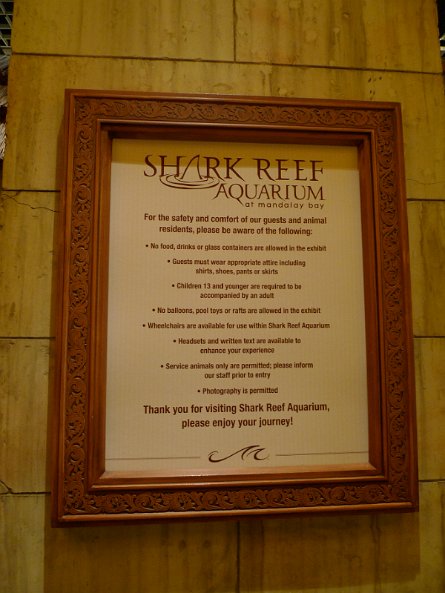 SHARK REEF
AQUARIUM
at mandalay bay
For the safety and comfort of our guests and animal
residents, please be aware of the following:
• No food, drinks or glass containers are allowed in the exhibit
• Guests must wear appropriate attire including
shirts, shoes, pants or skirts
• Children 13 and younger are required to be
accompanied by an adult
• No balloons, pool toys or rafts are allowed in the exhibit
• Wheelchairs are available for use within Shark Reef Aquarium
• Headsets and written text are available to
enhance your experience
• Service animals only are permitted; please inform
our staff prior to entry
• Photography is permitted
Thank you for visiting Shark Reef Aquarium,
please enjoy your journey!